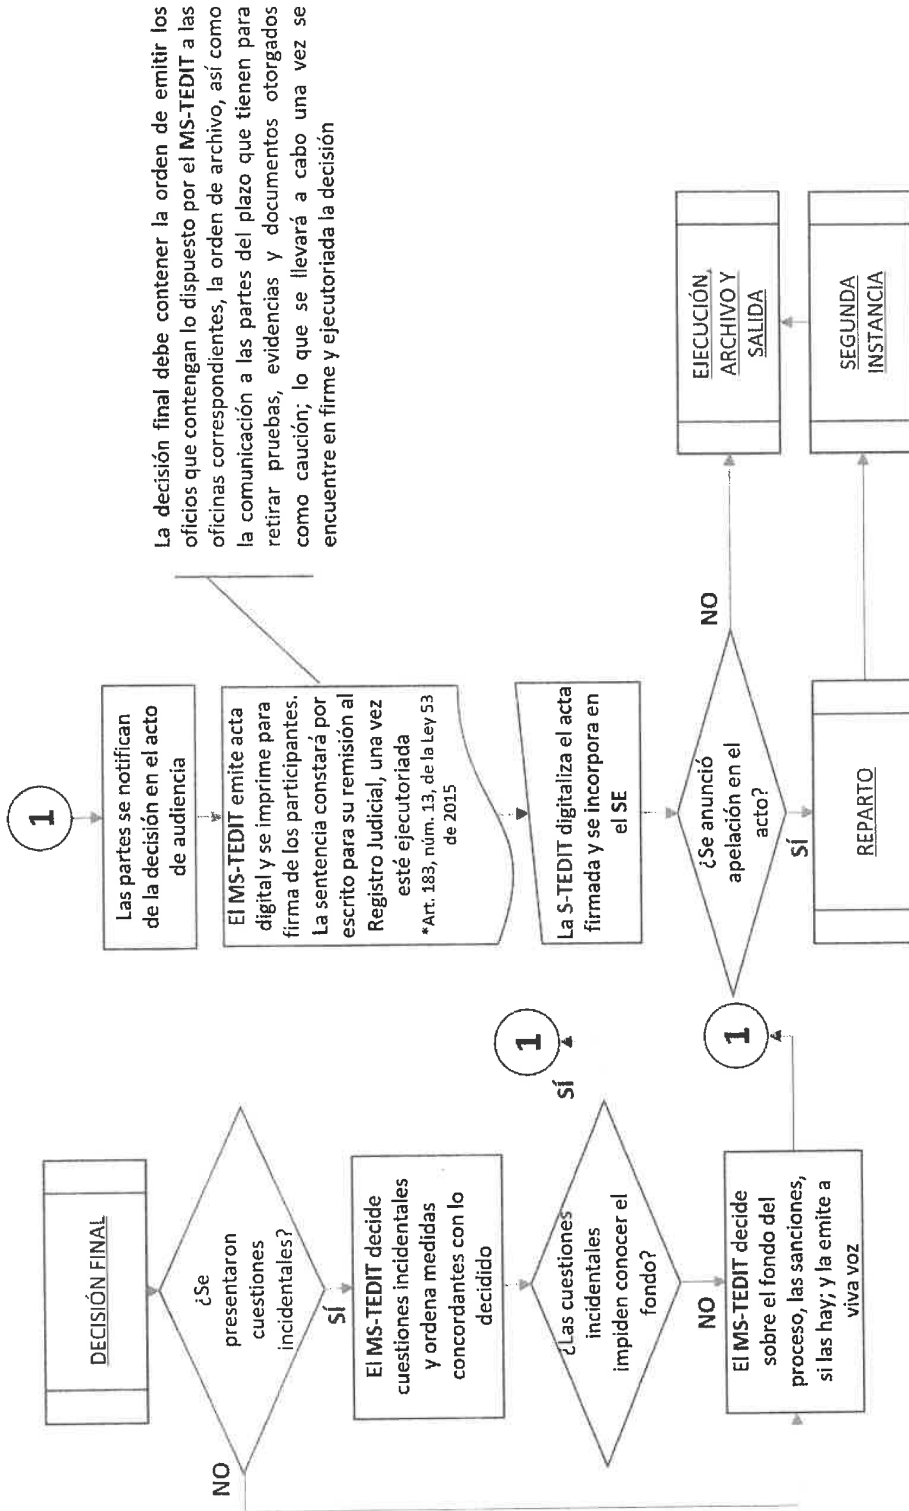 DECISIÓN FINAL
¿Se
presentaron
cuestiones
incidentales?
NO
SÍ
El MS-TEDIT decide
cuestiones incidentales
y ordena medidas
concordantes con lo
decidido
¿Las cuestiones
incidentales
impiden conocer el
fondo?
SÍ
1
NO
El MS-TEDIT decide
sobre el fondo del
proceso, las sanciones,
si las hay; y la emite a
viva voz
1
1
Las partes se notifican
de la decisión en el acto
de audiencia
El MS-TEDIT emite acta
digital y se imprime para
firma de los participantes.
La sentencia constará por
escrito para su remisión al
Registro Judicial, una vez
esté ejecutoriada
*Art. 183, núm. 13, de la Ley 53
de 2015
La S-TEDIT digitaliza el acta
firmada y se incorpora en
el SE
¿Se anunció
apelación en el
acto?
NO
SÍ
REPARTO
La decisión final debe contener la orden de emitir los
oficios que contengan lo dispuesto por el MS-TEDIT a las
oficinas correspondientes, la orden de archivo, así como
la comunicación a las partes del plazo que tienen para
retirar pruebas, evidencias y documentos otorgados
como caución; lo que se llevará a cabo una vez se
encuentre en firme y ejecutoriada la decisión
EJECUCIÓN,
ARCHIVO Y
SALIDA
SEGUNDA
INSTANCIA